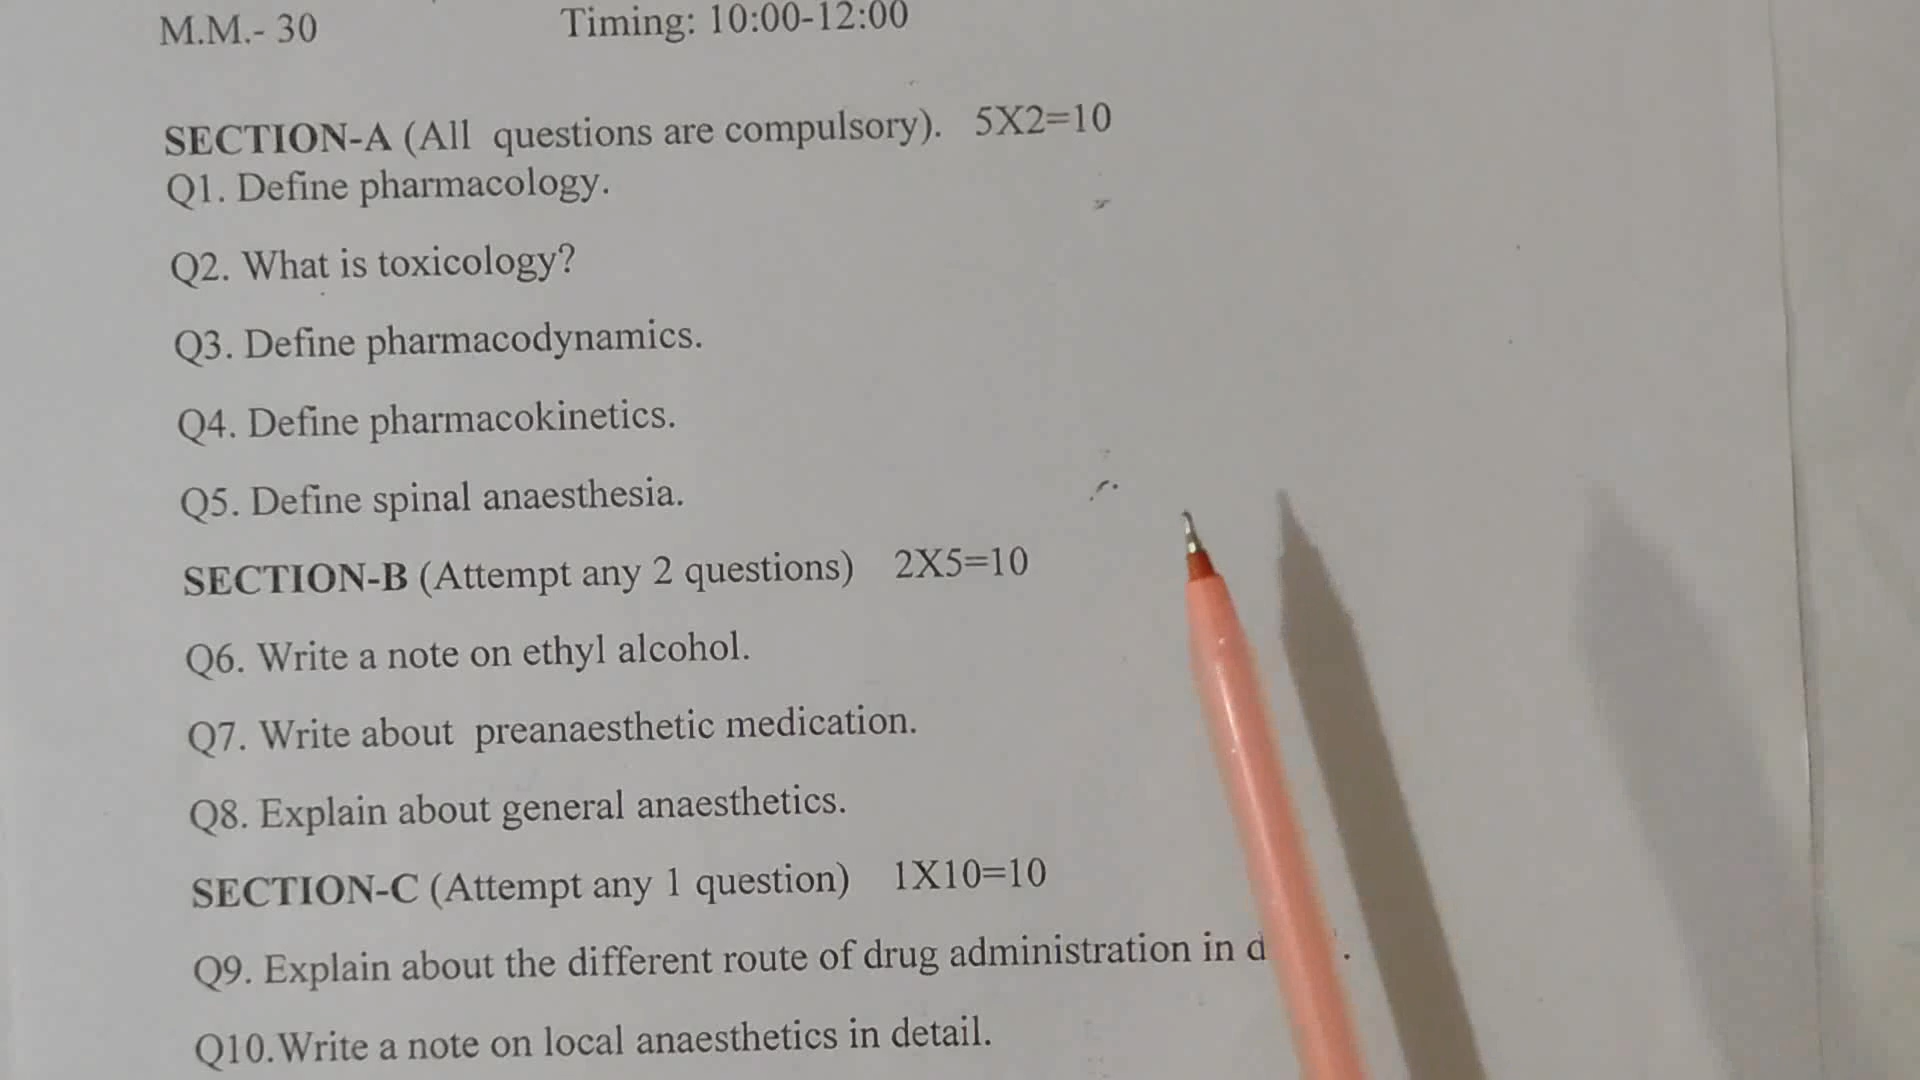 M.M.- 30 Timing: 10:00-12:00
SECTION-A (All questions are compulsory). 5X2=10
Q1. Define pharmacology.
Q2. What is toxicology?
Q3. Define pharmacodynamics.
Q4. Define pharmacokinetics.
Q5. Define spinal anaesthesia.
SECTION-B (Attempt any 2 questions) 2X5=10
Q6. Write a note on ethyl alcohol.
Q7. Write about preanaesthetic medication.
Q8. Explain about general anaesthetics.
SECTION-C (Attempt any 1 question) 1X10=10
Q9. Explain about the different route of drug administration in
Q10.Write a note on local anaesthetics in detail.